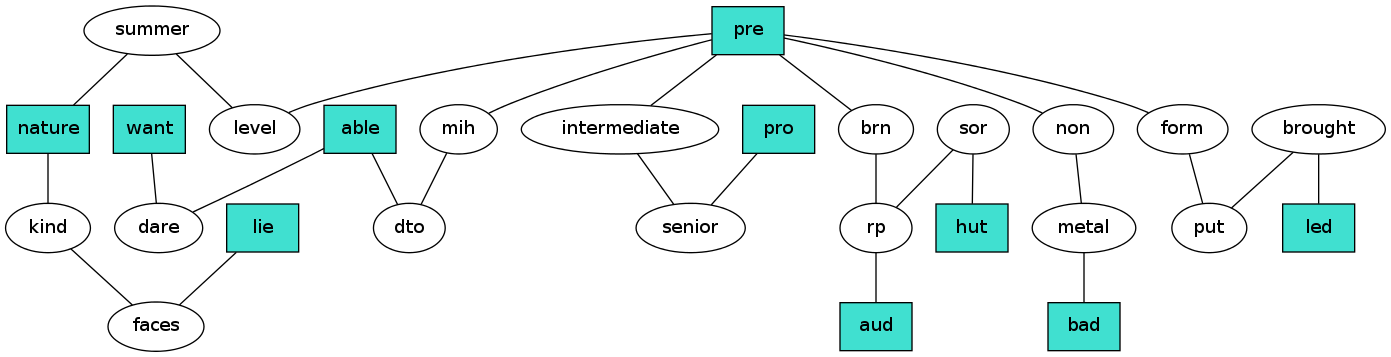 summer
pre
nature
want
level
able
mih
intermediate
pro
brn
sor
non
form
brought
kind
dare
lie
dto
senior
rp
hut
metal
put
led
faces
aud
bad